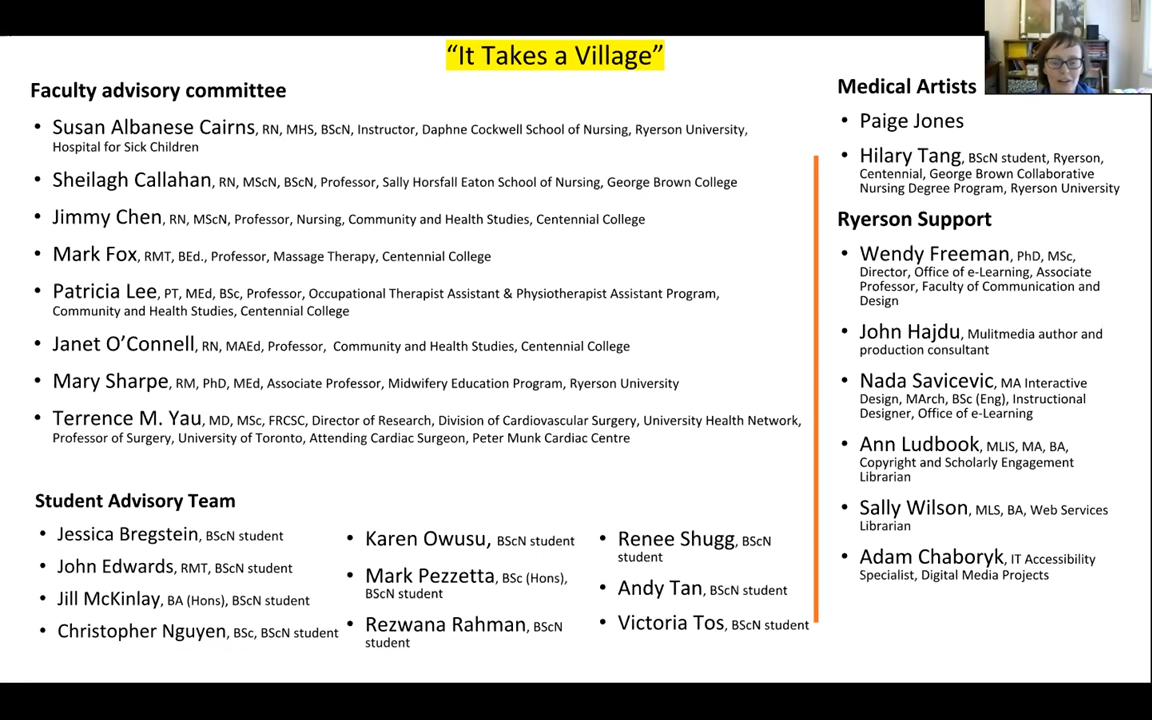 “It Takes a Village”
Faculty advisory committee
• Susan Albanese Cairns, RN, MHS, BScN, Instructor, Daphne Cockwell School of Nursing, Ryerson University,
Hospital for Sick Children
• Sheilagh Callahan, RN, MScN, BScN, Professor, Sally Horsfall Eaton School of Nursing, George Brown College
• Jimmy Chen, RN, MScN, Professor, Nursing, Community and Health Studies, Centennial College
• Mark Fox, RMT, BEd., Professor, Massage Therapy, Centennial College
• Patricia Lee, PT, MEd, BSc, Professor, Occupational Therapist Assistant & Physiotherapist Assistant Program,
Community and Health Studies, Centennial College
• Janet O’Connell, RN, MAEd, Professor, Community and Health Studies, Centennial College
• Mary Sharpe, RM, PhD, MEd, Associate Professor, Midwifery Education Program, Ryerson University
• Terrence M. Yau, MD, MSc, FRCSC, Director of Research, Division of Cardiovascular Surgery, University Health Network,
Professor of Surgery, University of Toronto, Attending Cardiac Surgeon, Peter Munk Cardiac Centre
Student Advisory Team
• Jessica Bregstein, BScN student
• John Edwards, RMT, BScN student
• Jill McKinlay, BA (Hons), BScN student
• Christopher Nguyen, BSc, BScN student
• Karen Owusu, BScN student
• Mark Pezzetta, BSc (Hons),
BScN student
• Rezwana Rahman, BScN
student
• Renee Shugg, BScN
student
• Andy Tan, BScN student
• Victoria Tos, BScN student
Medical Artists
• Paige Jones
• Hilary Tang, BScN student, Ryerson,
Centennial, George Brown Collaborative
Nursing Degree Program, Ryerson University
Ryerson Support
• Wendy Freeman, PhD, MSc,
Director, Office of e-Learning, Associate
Professor, Faculty of Communication and
Design
• John Hajdu, Mulitmedia author and
production consultant
• Nada Savicevic, MA Interactive
Design, MArch, BSc (Eng), Instructional
Designer, Office of e-Learning
• Ann Ludbook, MLIS, MA, BA,
Copyright and Scholarly Engagement
Librarian
• Sally Wilson, MLS, BA, Web Services
Librarian
• Adam Chaboryk, IT Accessibility
Specialist, Digital Media Projects